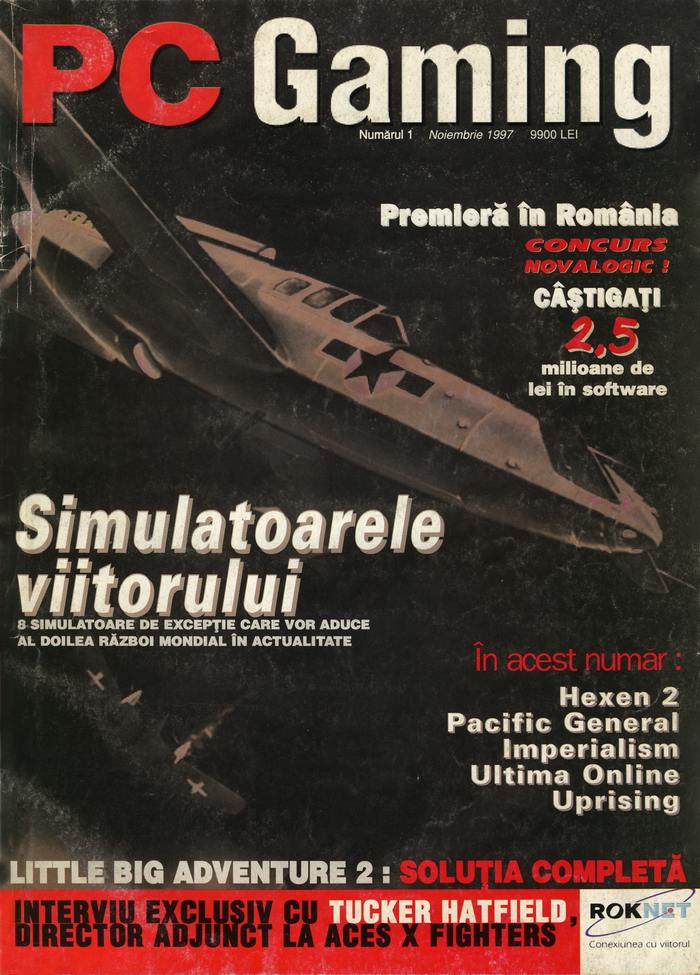 PC Gaming
Numărul 1 Noiembrie 1997 9900 LEI
Premieră în România
CONCURS
NOVALOGIC !
CÂȘTIGAȚI
2,5
milioane de
lei în software
Simulatoarele
viitorului
8 SIMULATOARE DE EXCEPȚIE CARE VOR ADUCE
AL DOILEA RĂZBOI MONDIAL ÎN ACTUALITATE
În acest număr :
Hexen 2
Pacific General
Imperialism
Ultima Online
Uprising
LITTLE BIG ADVENTURE 2 : SOLUȚIA COMPLETĂ
INTERVIU EXCLUSIV CU TUCKER HATFIELD,
DIRECTOR ADJUNCT LA ACES X FIGHTERS
ROKNET
Conexiunea cu viitorul